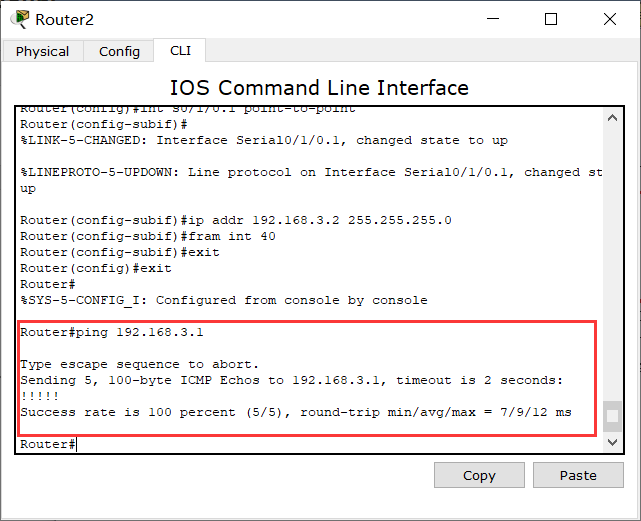 Router2
Physical Config CLI
IOS Command Line Interface
Router(config)#int s0/1/0.1 point-to-point
Router(config-subif)#
%LINK-5-CHANGED: Interface Serial0/1/0.1, changed state to up
%LINEPROTO-5-UPDOWN: Line protocol on Interface Serial0/1/0.1, changed st
up
Router(config-subif)#ip addr 192.168.3.2 255.255.255.0
Router(config-subif)#fram int 40
Router(config-subif)#exit
Router(config)#exit
Router#
%SYS-5-CONFIG_I: Configured from console by console
Router#ping 192.168.3.1
Type escape sequence to abort.
Sending 5, 100-byte ICMP Echos to 192.168.3.1, timeout is 2 seconds:
!!!!!
Success rate is 100 percent (5/5), round-trip min/avg/max = 7/9/12 ms
Router#
Copy Paste